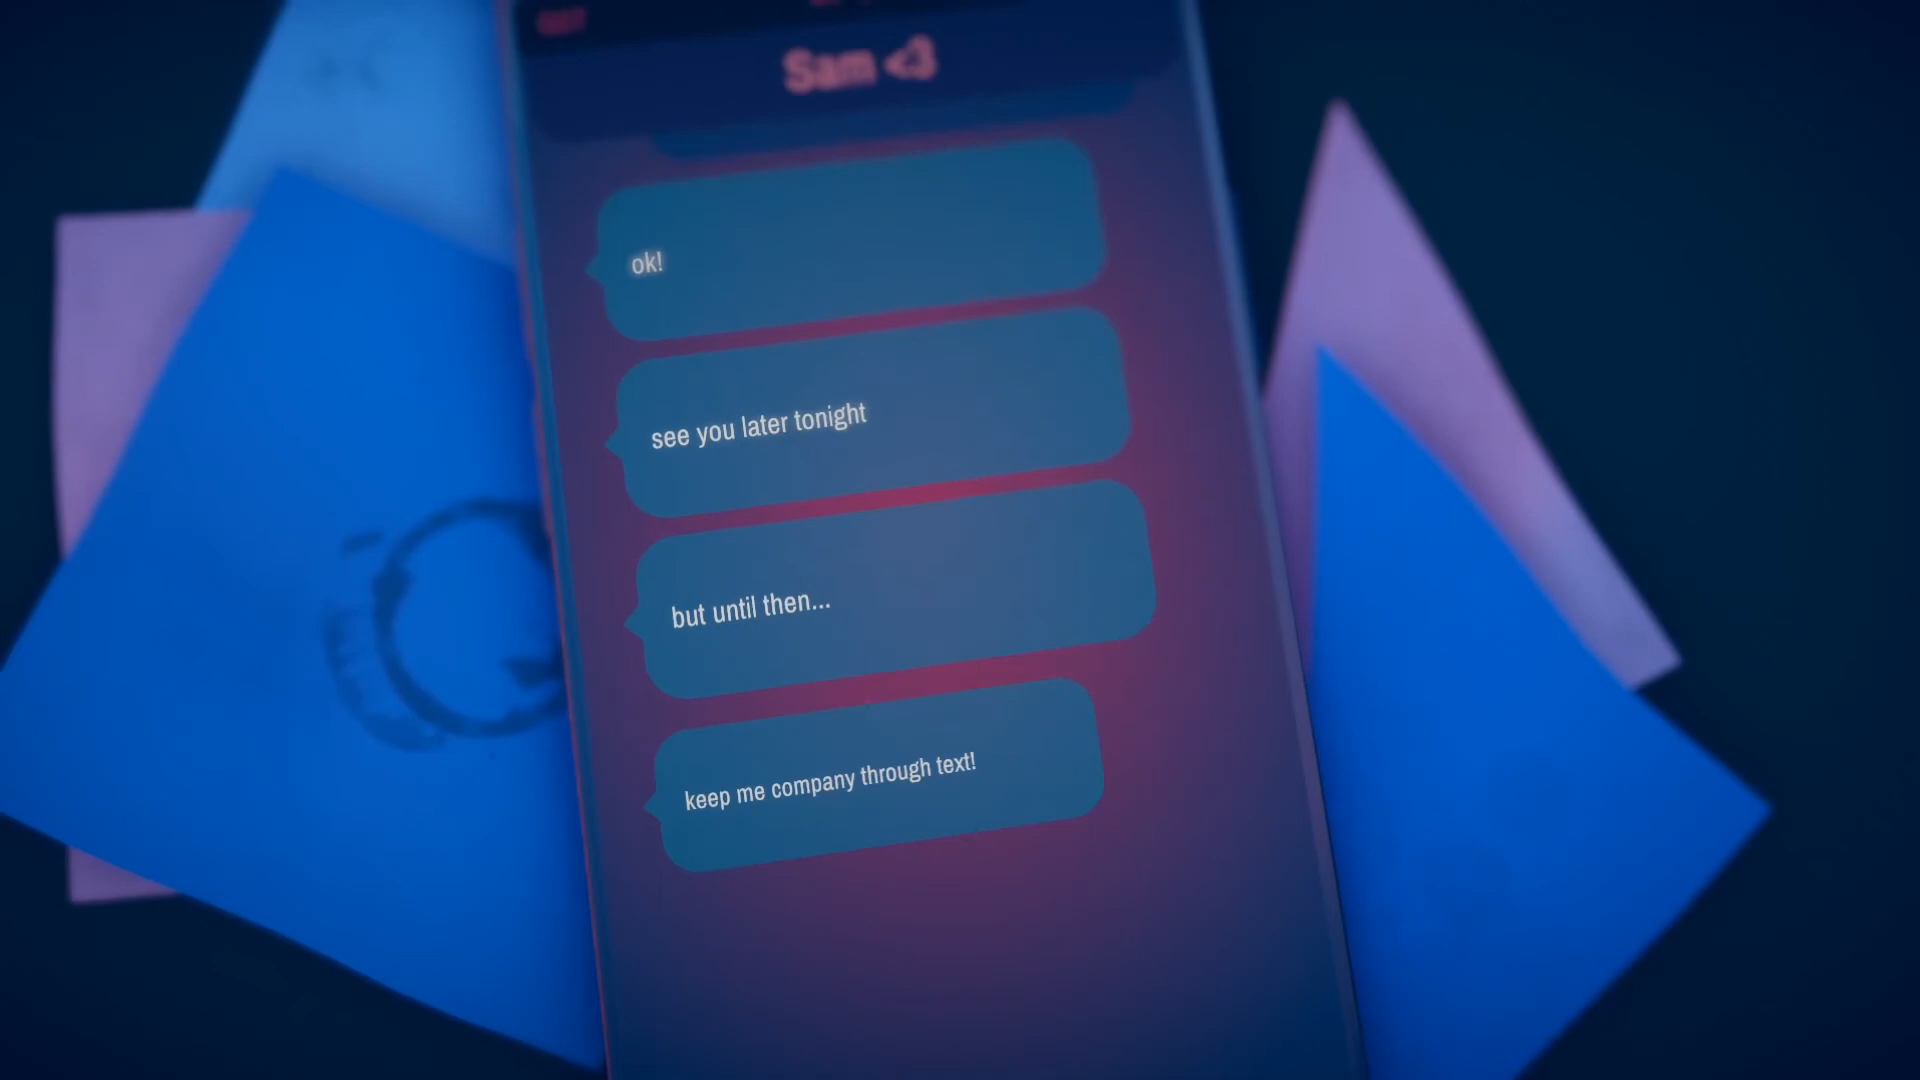 Sam <3
ok!
see you later tonight
but until then...
keep me company through text!